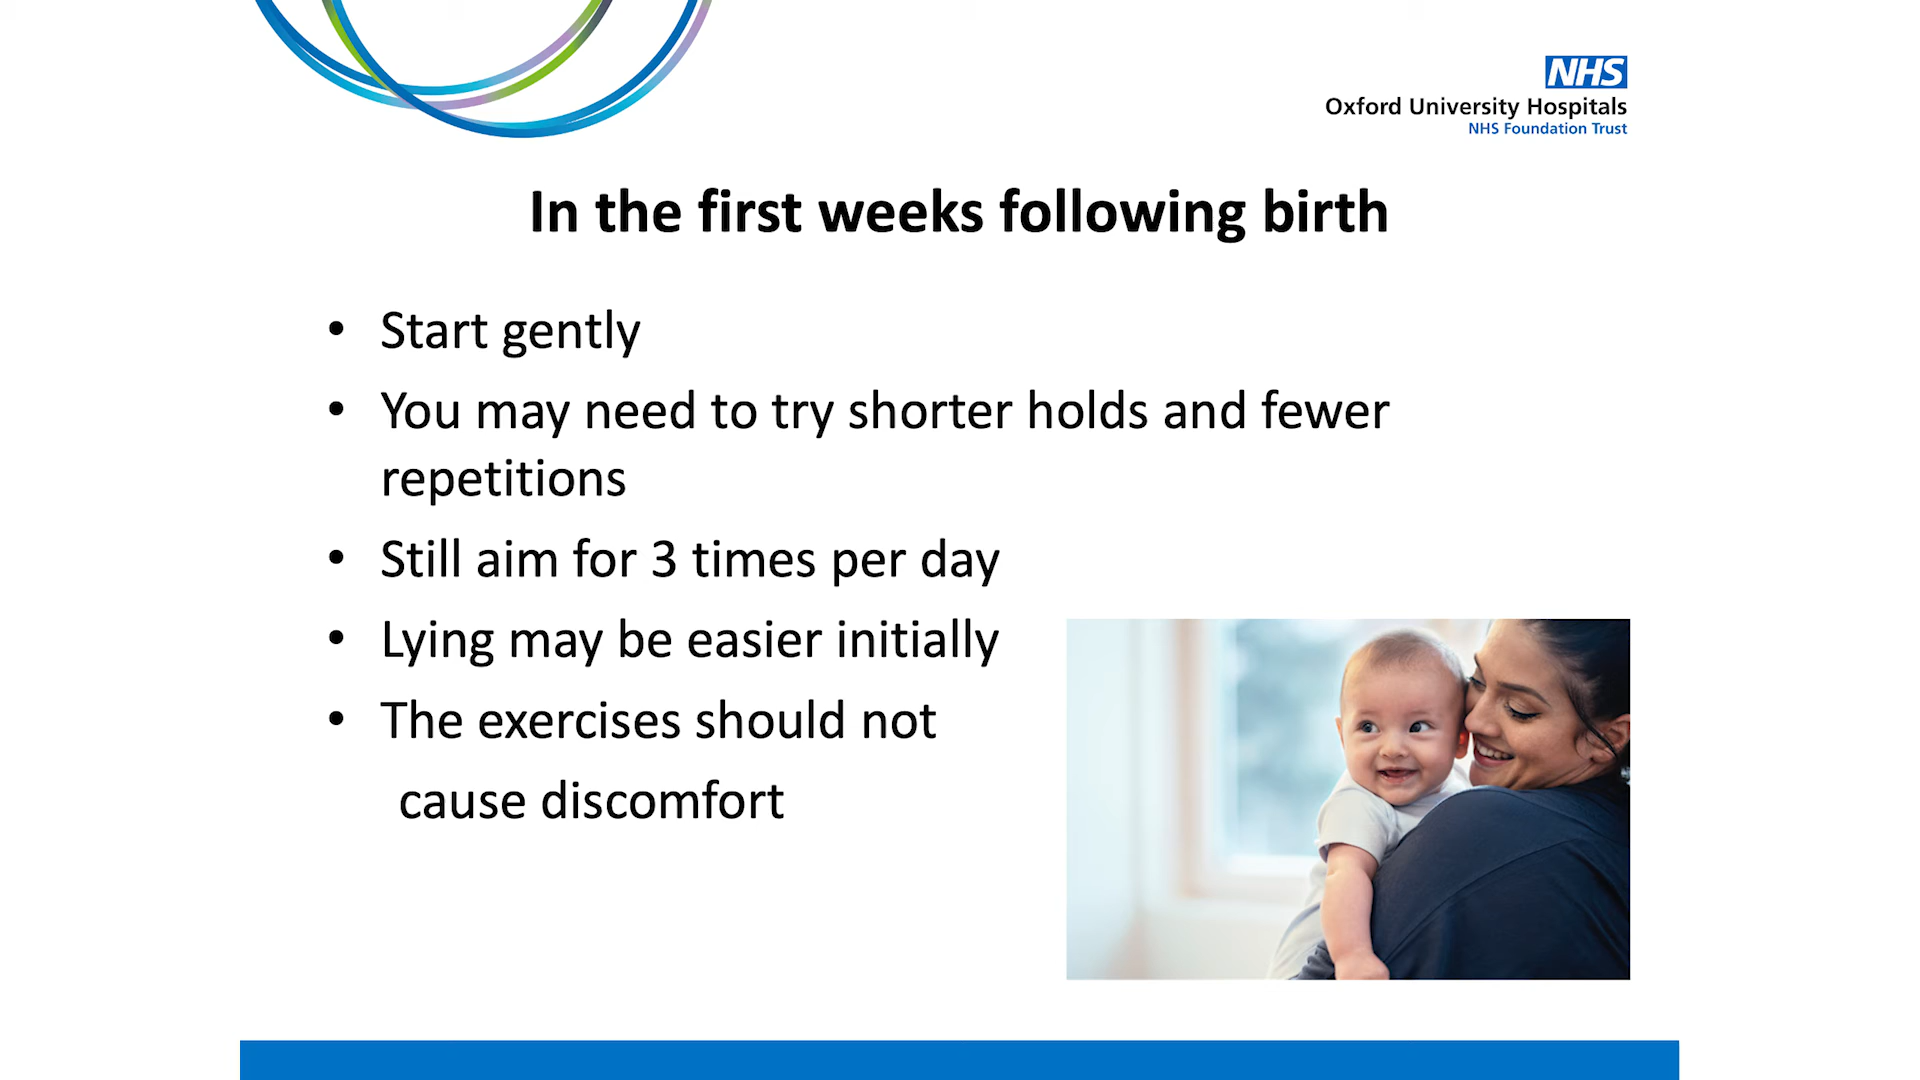 NHS
Oxford University Hospitals
NHS Foundation Trust
In the first weeks following birth
• Start gently
• You may need to try shorter holds and fewer
repetitions
• Still aim for 3 times per day
• Lying may be easier initially
• The exercises should not
cause discomfort